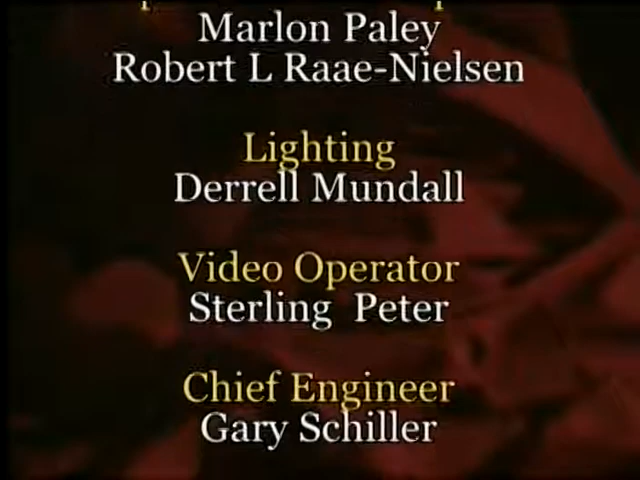 Marlon Paley
Robert L Raae-Nielsen
Lighting
Derrell Mundall
Video Operator
Sterling Peter
Chief Engineer
Gary Schiller